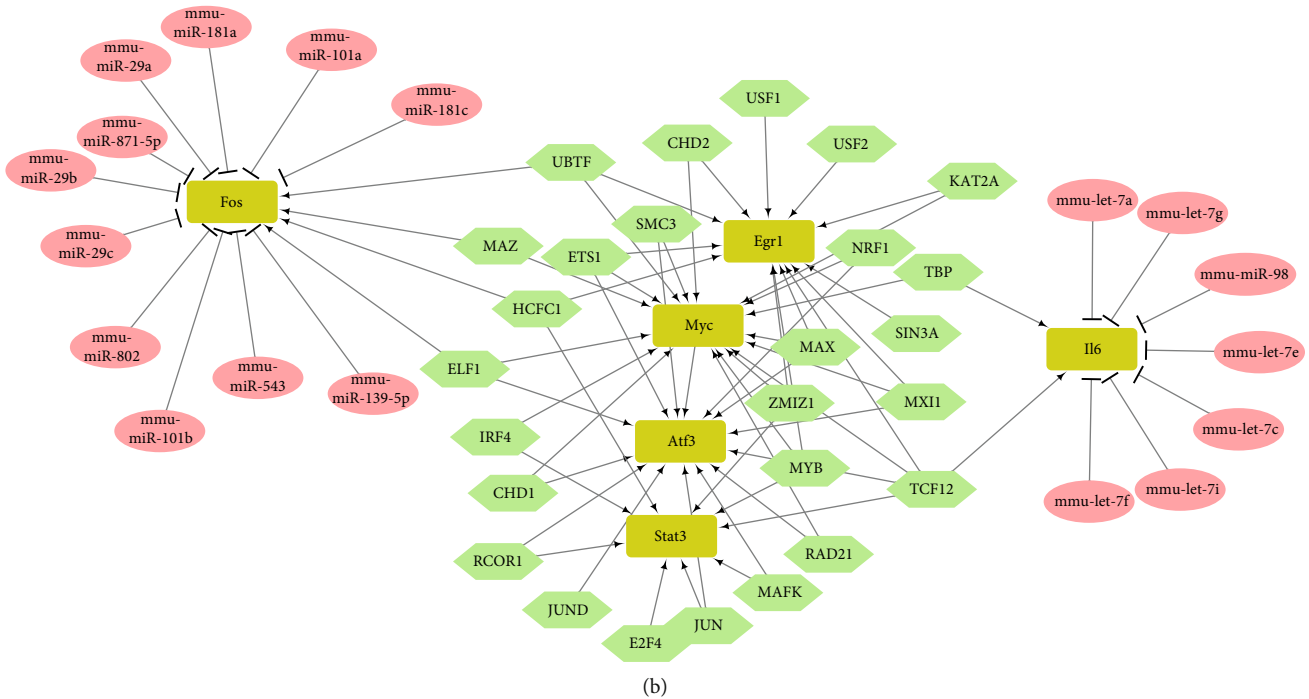 mmu-
miR-181a
mmu-
miR-29a
mmu-
miR-101a
mmu-
miR-181c
mmu-
miR-871-5p
mmu-
miR-29b
mmu-
miR-29c
mmu-
miR-802
mmu-
miR-101b
mmu-
miR-543
mmu-
miR-139-5p
Fos
USF1
CHD2
USF2
UBTF
KAT2A
SMC3
MAZ
ETS1
Egr1
NRF1
TBP
HCFC1
Myc
MAX
SIN3A
ELF1
ZMIZ1
MXI1
IRF4
Atf3
MYB
CHD1
TCF12
Stat3
RCOR1
RAD21
JUND
MAFK
E2F4
JUN
mmu-let-7a
mmu-let-7g
mmu-miR-98
Il6
mmu-let-7e
mmu-let-7c
mmu-let-7i
mmu-let-7f
(b)